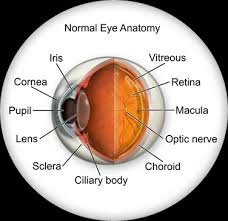 Normal Eye Anatomy
Iris
Vitreous
Cornea
Retina
Pupil
Macula
Lens
Optic nerve
Sclera
Choroid
Ciliary body